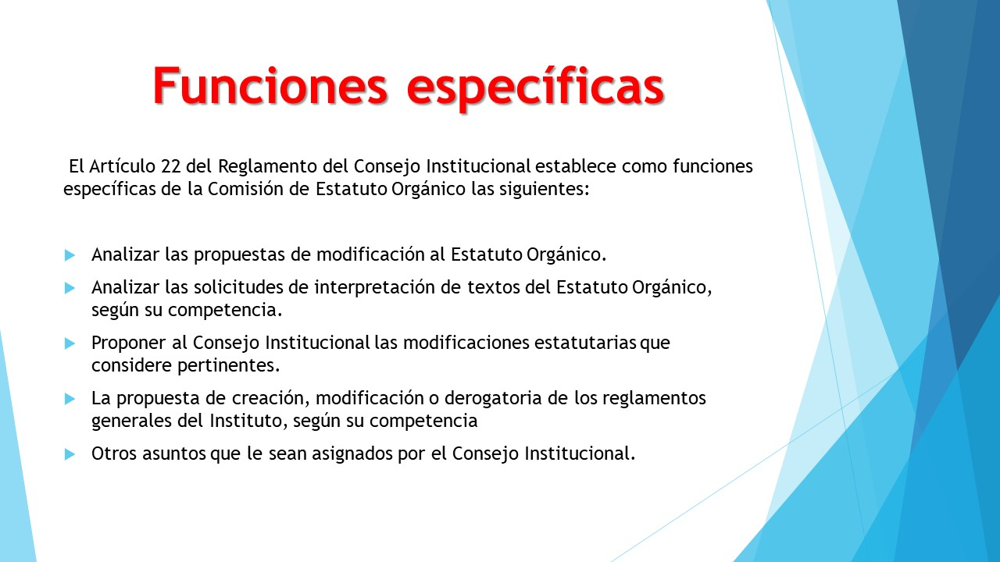 Funciones específicas
El Artículo 22 del Reglamento del Consejo Institucional establece como funciones
específicas de la Comisión de Estatuto Orgánico las siguientes:
Analizar las propuestas de modificación al Estatuto Orgánico.
Analizar las solicitudes de interpretación de textos del Estatuto Orgánico,
según su competencia.
Proponer al Consejo Institucional las modificaciones estatutarias que
considere pertinentes.
La propuesta de creación, modificación o derogatoria de los reglamentos
generales del Instituto, según su competencia
Otros asuntos que le sean asignados por el Consejo Institucional.